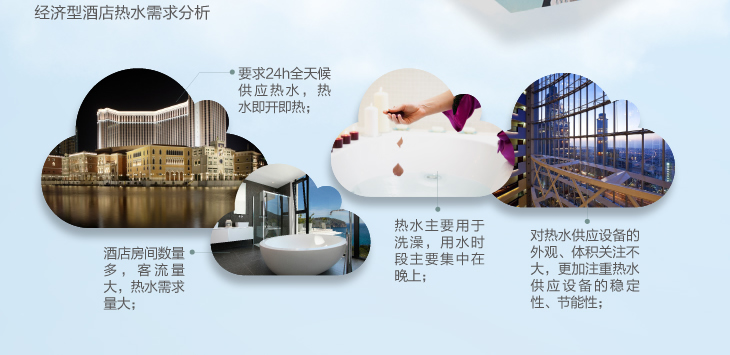 经济型酒店热水需求分析
要求24h全天候
供应热水，热
水即开即热；
酒店房间数量
多，客流量
大，热水需求
量大；
热水主要用于
洗澡，用水时
段主要集中在
晚上；
对热水供应设备的
外观、体积关注不
大，更加注重热水
供应设备的稳定
性、节能性；